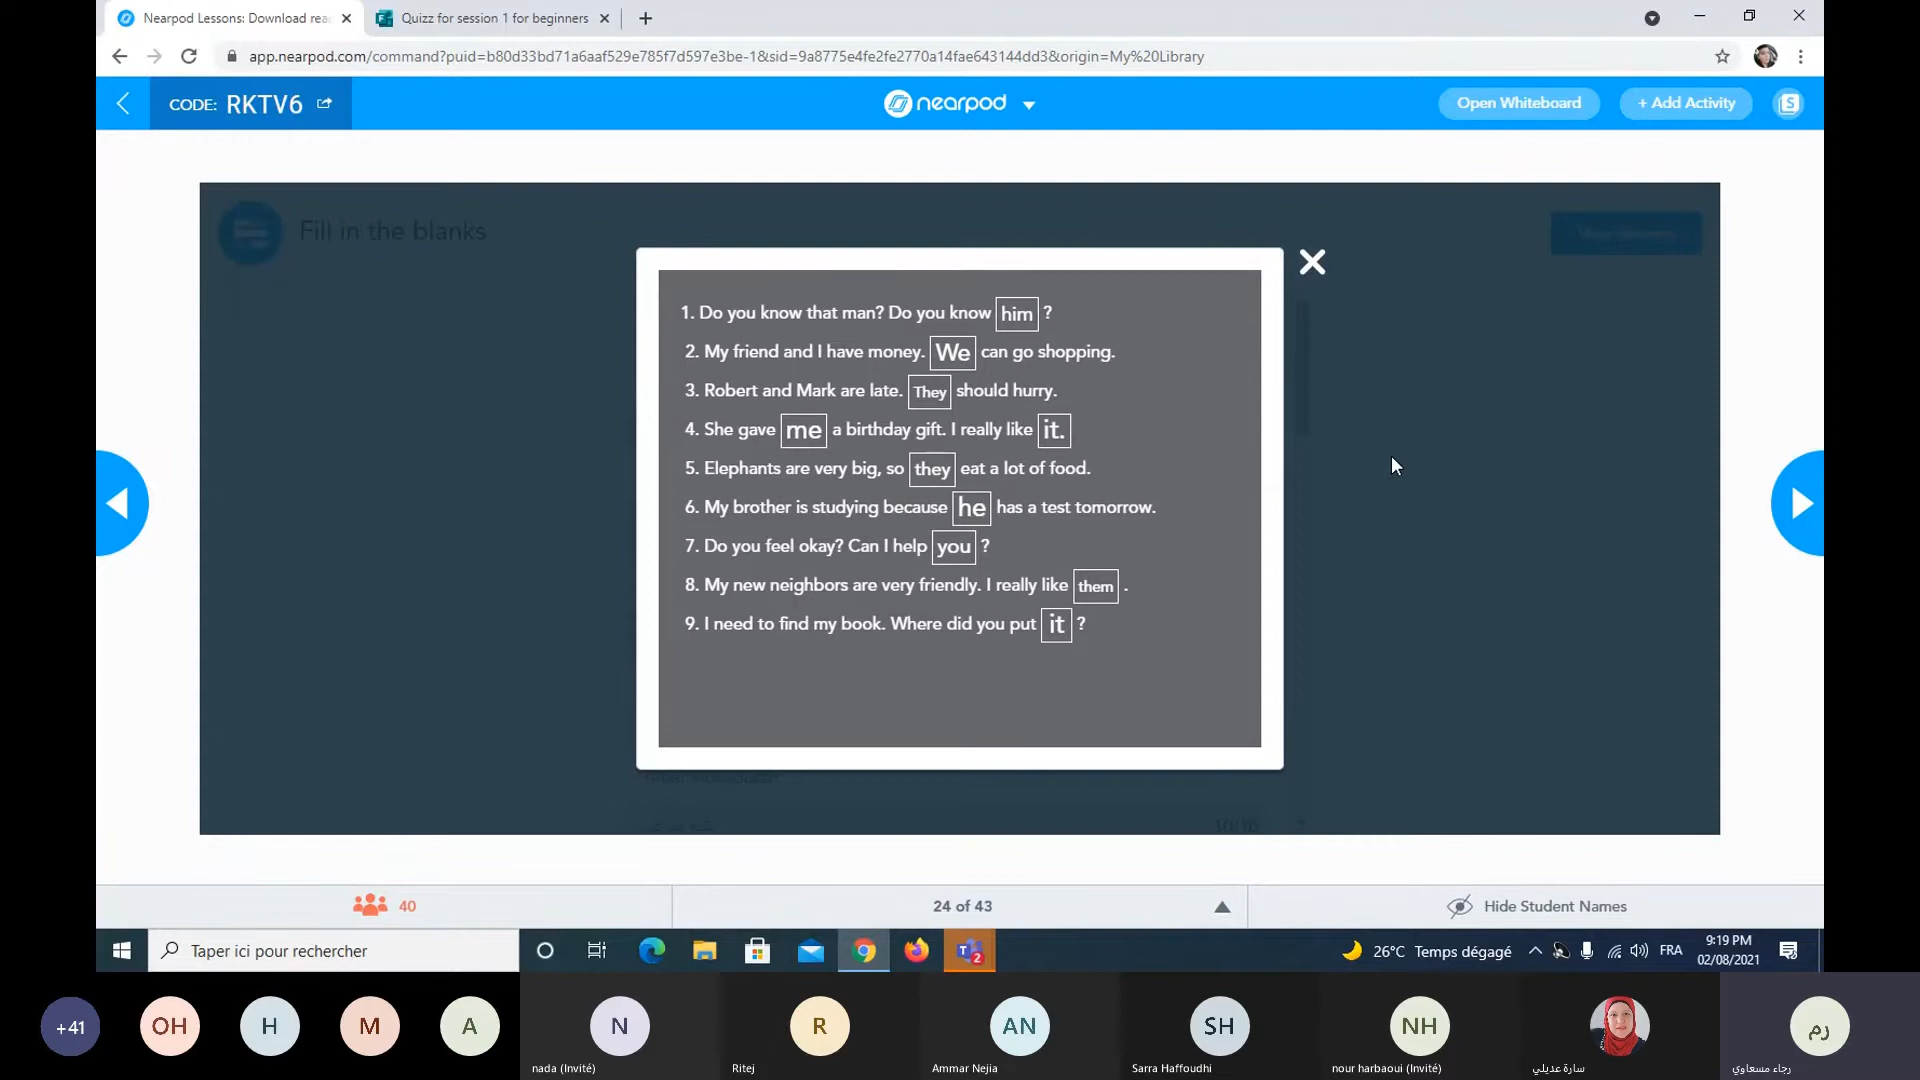 Nearpod Lessons: Download rea
Quizz for session 1 for beginners
app.nearpod.com/command?puid=b80d33bd71a6aaf529e785f7d597e3be-1&sid=9a8775e4fe2fe2770a14fae643144dd3&origin=My%20Library
CODE: RKTV6
nearpod
Open Whiteboard
+ Add Activity
S
Fill in the blanks
1. Do you know that man? Do you know him ?
2. My friend and I have money. We can go shopping.
3. Robert and Mark are late. They should hurry.
4. She gave me a birthday gift. I really like it.
5. Elephants are very big, so they eat a lot of food.
6. My brother is studying because he has a test tomorrow.
7. Do you feel okay? Can I help you ?
8. My new neighbors are very friendly. I really like them .
9. I need to find my book. Where did you put it ?
40
24 of 43
Hide Student Names
Taper ici pour rechercher
2
26°C Temps dégagé
FRA
9:19 PM
02/08/2021
+41
OH
H
M
A
N
R
AN
SH
NH
رم
nada (Invité)
Ritej
Ammar Nejia
Sarra Haffoudhi
nour harbaoui (Invité)
سارة عديلي
رجاء مسعاوي